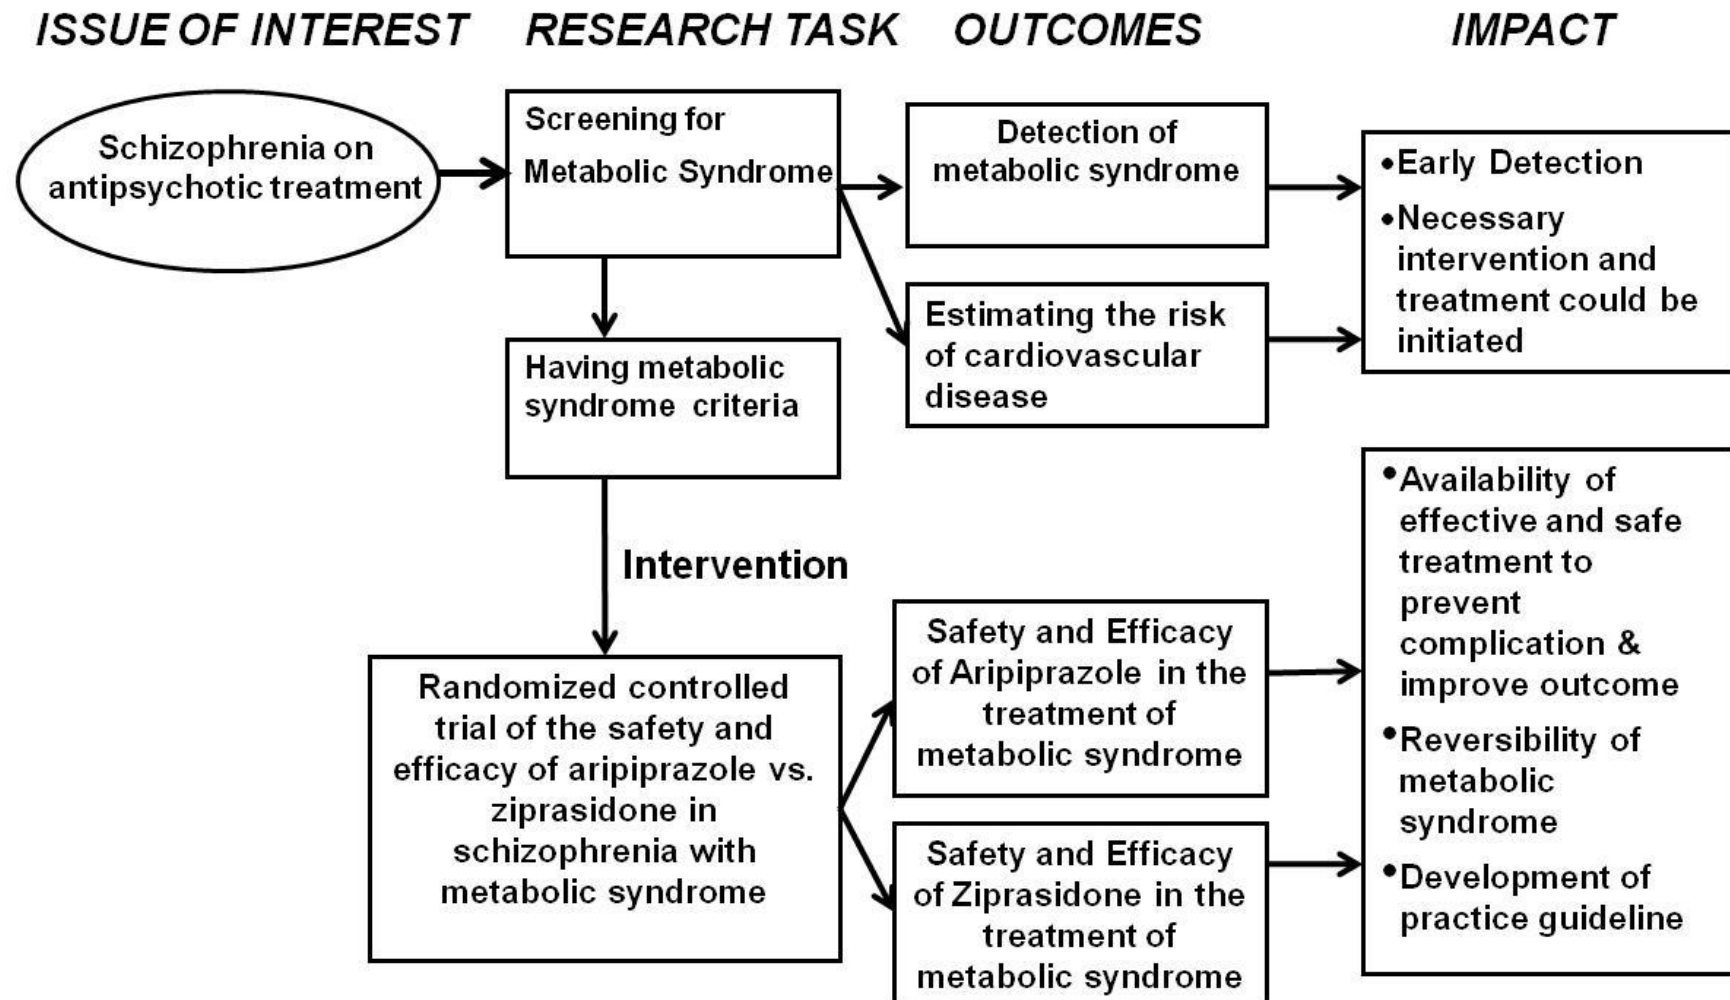 ISSUE OF INTEREST
RESEARCH TASK
OUTCOMES
IMPACT
Schizophrenia on
antipsychotic treatment
Screening for
Metabolic Syndrome
Detection of
metabolic syndrome
•Early Detection
•Necessary
intervention and
treatment could be
initiated
Estimating the risk
of cardiovascular
disease
Having metabolic
syndrome criteria
Intervention
Randomized controlled
trial of the safety and
efficacy of aripiprazole vs.
ziprasidone in
schizophrenia with
metabolic syndrome
Safety and Efficacy
of Aripiprazole in the
treatment of
metabolic syndrome
Safety and Efficacy
of Ziprasidone in the
treatment of
metabolic syndrome
•Availability of
effective and safe
treatment to
prevent
complication &
improve outcome
•Reversibility of
metabolic
syndrome
•Development of
practice guideline